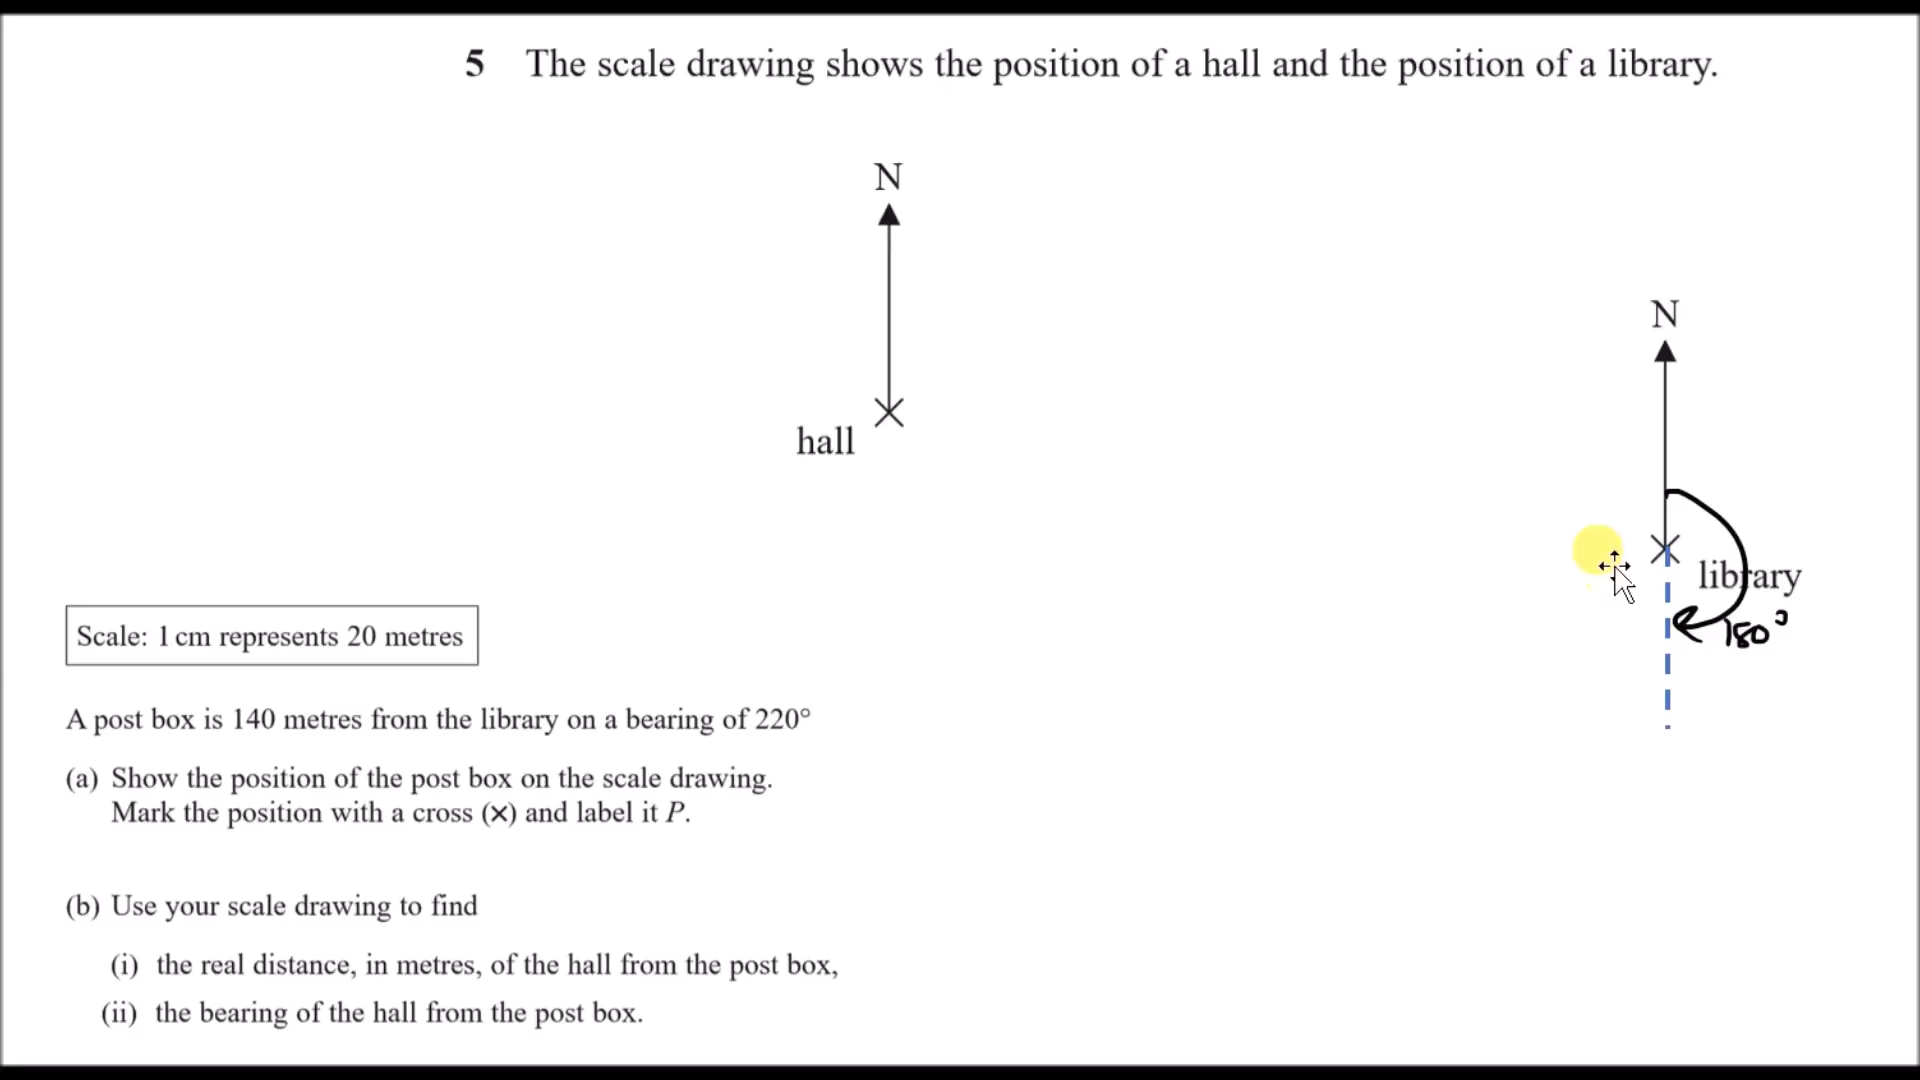 5 The scale drawing shows the position of a hall and the position of a library.
N
N
hall
library
180°
Scale: 1 cm represents 20 metres
A post box is 140 metres from the library on a bearing of 220°
(a) Show the position of the post box on the scale drawing.
Mark the position with a cross (×) and label it P.
(b) Use your scale drawing to find
(i) the real distance, in metres, of the hall from the post box,
(ii) the bearing of the hall from the post box.